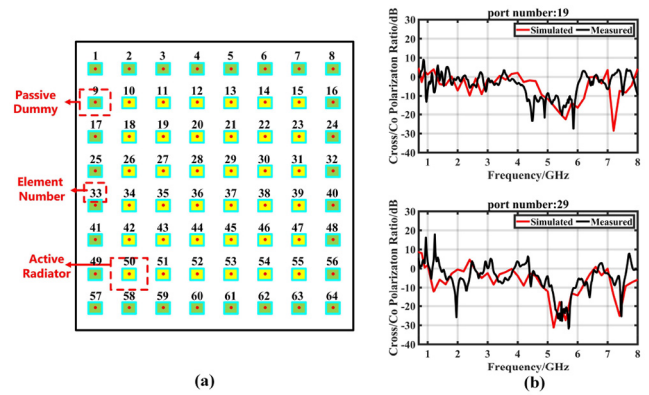 1 2 3 4 5 6 7 8
Passive
Dummy
9 10 11 12 13 14 15 16
17 18 19 20 21 22 23 24
25 26 27 28 29 30 31 32
Element
Number
33 34 35 36 37 38 39 40
41 42 43 44 45 46 47 48
Active
Radiator
49 50 51 52 53 54 55 56
57 58 59 60 61 62 63 64
(a)
port number:19
Cross/Co Polarizaton Ratio/dB
Simulated Measured
30
20
10
0
-10
-20
-30
-40
1 2 3 4 5 6 7 8
Frequency/GHz
port number:29
Cross/Co Polarizaton Ratio/dB
Simulated Measured
30
20
10
0
-10
-20
-30
-40
1 2 3 4 5 6 7 8
Frequency/GHz
(b)